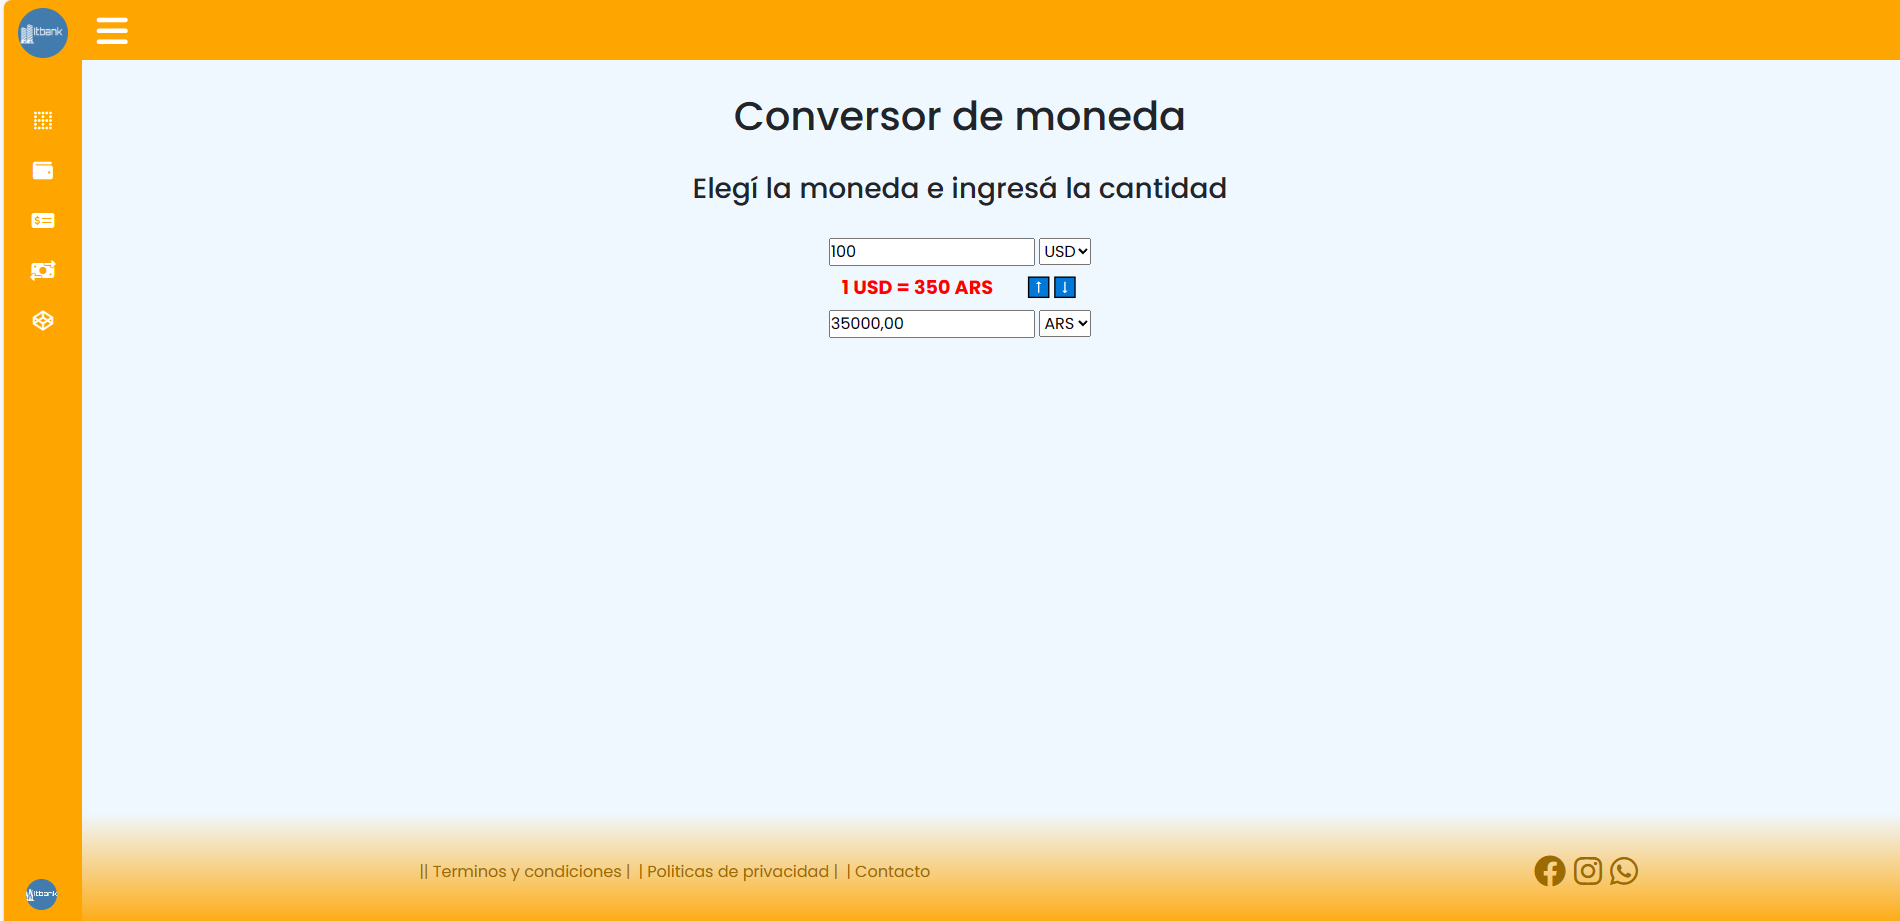 itbank
Conversor de moneda
Elegí la moneda e ingresá la cantidad
100 USD
1 USD = 350 ARS ↑ ↓
35000,00 ARS
|| Terminos y condiciones | | Politicas de privacidad | | Contacto
itbank